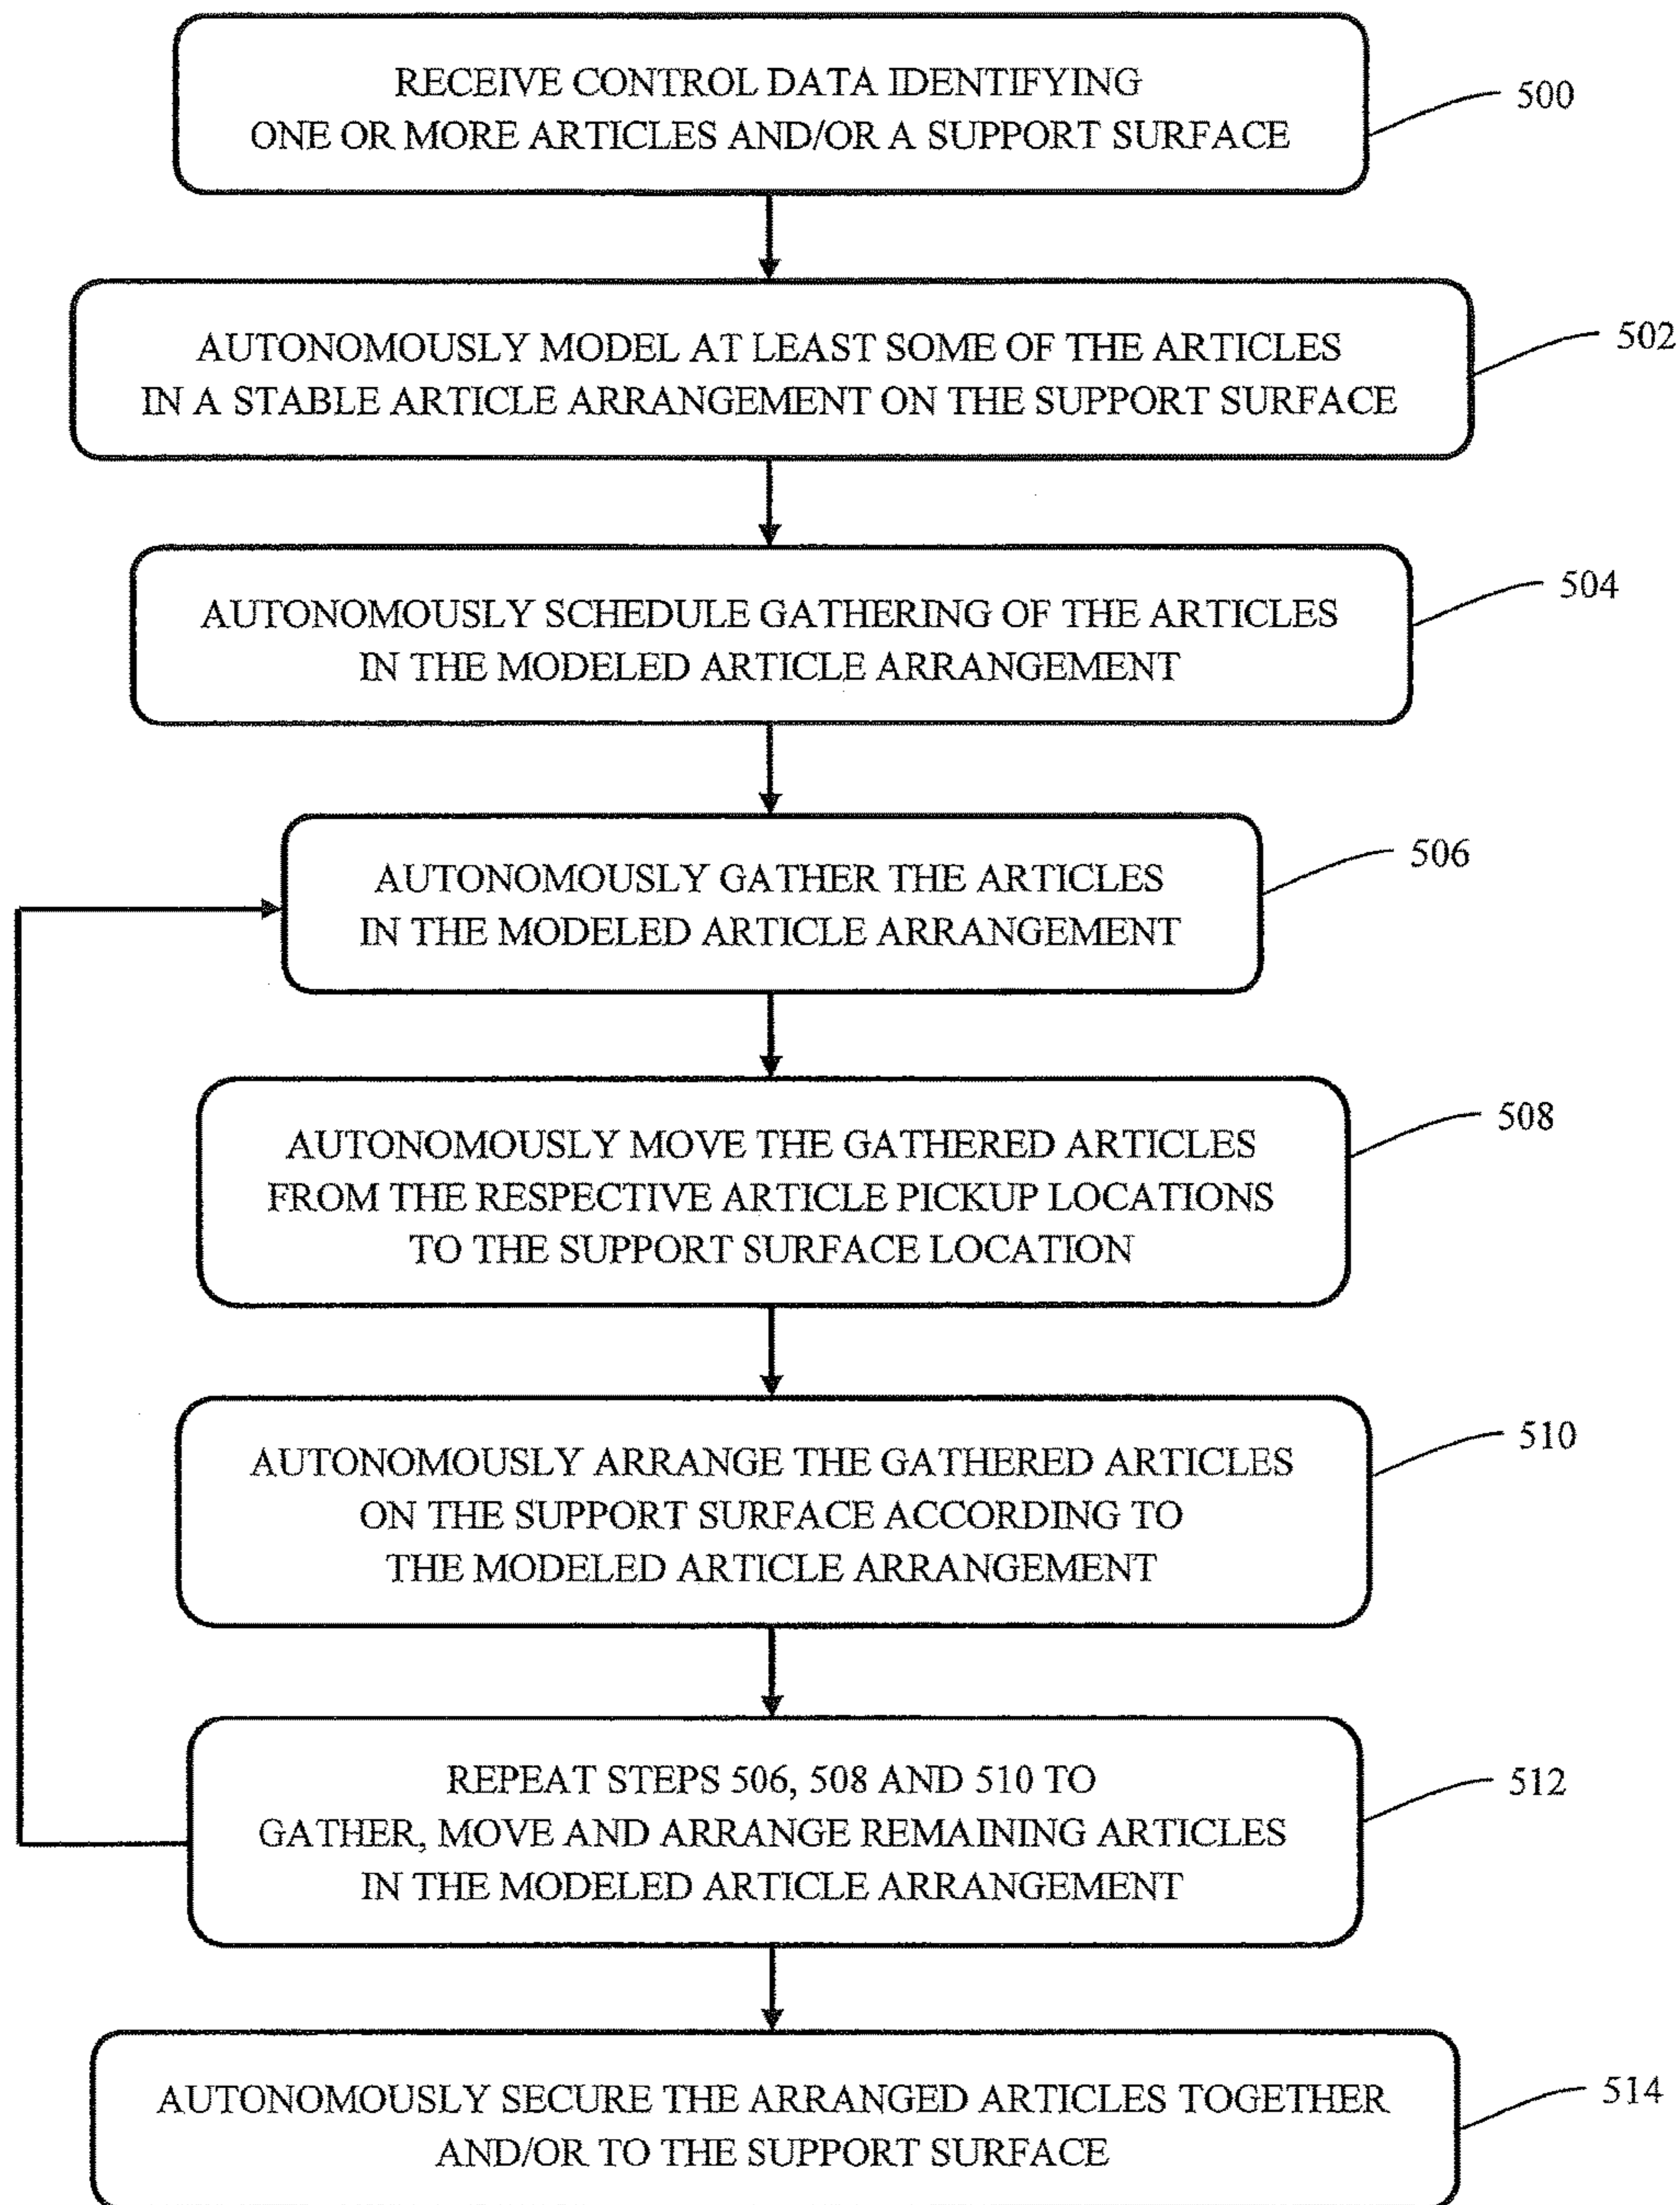 RECEIVE CONTROL DATA IDENTIFYING
ONE OR MORE ARTICLES AND/OR A SUPPORT SURFACE
500
AUTONOMOUSLY MODEL AT LEAST SOME OF THE ARTICLES
IN A STABLE ARTICLE ARRANGEMENT ON THE SUPPORT SURFACE
502
AUTONOMOUSLY SCHEDULE GATHERING OF THE ARTICLES
IN THE MODELED ARTICLE ARRANGEMENT
504
AUTONOMOUSLY GATHER THE ARTICLES
IN THE MODELED ARTICLE ARRANGEMENT
506
AUTONOMOUSLY MOVE THE GATHERED ARTICLES
FROM THE RESPECTIVE ARTICLE PICKUP LOCATIONS
TO THE SUPPORT SURFACE LOCATION
508
AUTONOMOUSLY ARRANGE THE GATHERED ARTICLES
ON THE SUPPORT SURFACE ACCORDING TO
THE MODELED ARTICLE ARRANGEMENT
510
REPEAT STEPS 506, 508 AND 510 TO
GATHER, MOVE AND ARRANGE REMAINING ARTICLES
IN THE MODELED ARTICLE ARRANGEMENT
512
AUTONOMOUSLY SECURE THE ARRANGED ARTICLES TOGETHER
AND/OR TO THE SUPPORT SURFACE
514